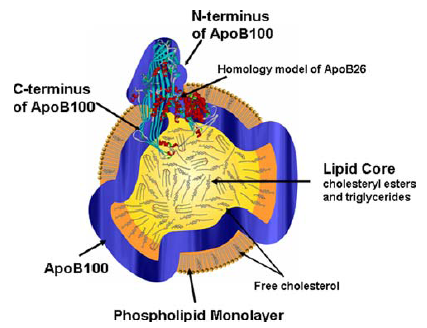 N-terminus
of ApoB100
Homology model of ApoB26
C-terminus
of ApoB100
Lipid Core
cholesteryl esters
and triglycerides
ApoB100
Free cholesterol
Phospholipid Monolayer